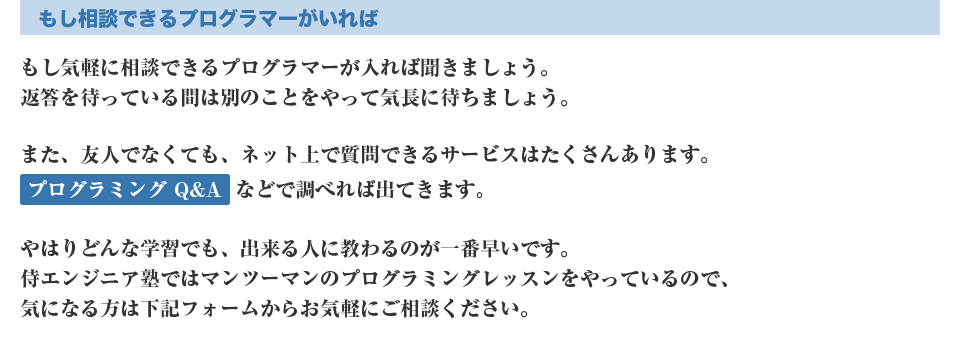 もし相談できるプログラマーがいれば
もし気軽に相談できるプログラマーが入れば聞きましょう。
返答を待っている間は別のことをやって気長に待ちましょう。
また、友人でなくても、ネット上で質問できるサービスはたくさんあります。
プログラミング Q&A などで調べれば出てきます。
やはりどんな学習でも、出来る人に教わるのが一番早いです。
侍エンジニア塾ではマンツーマンのプログラミングレッスンをやっているので、
気になる方は下記フォームからお気軽にご相談ください。